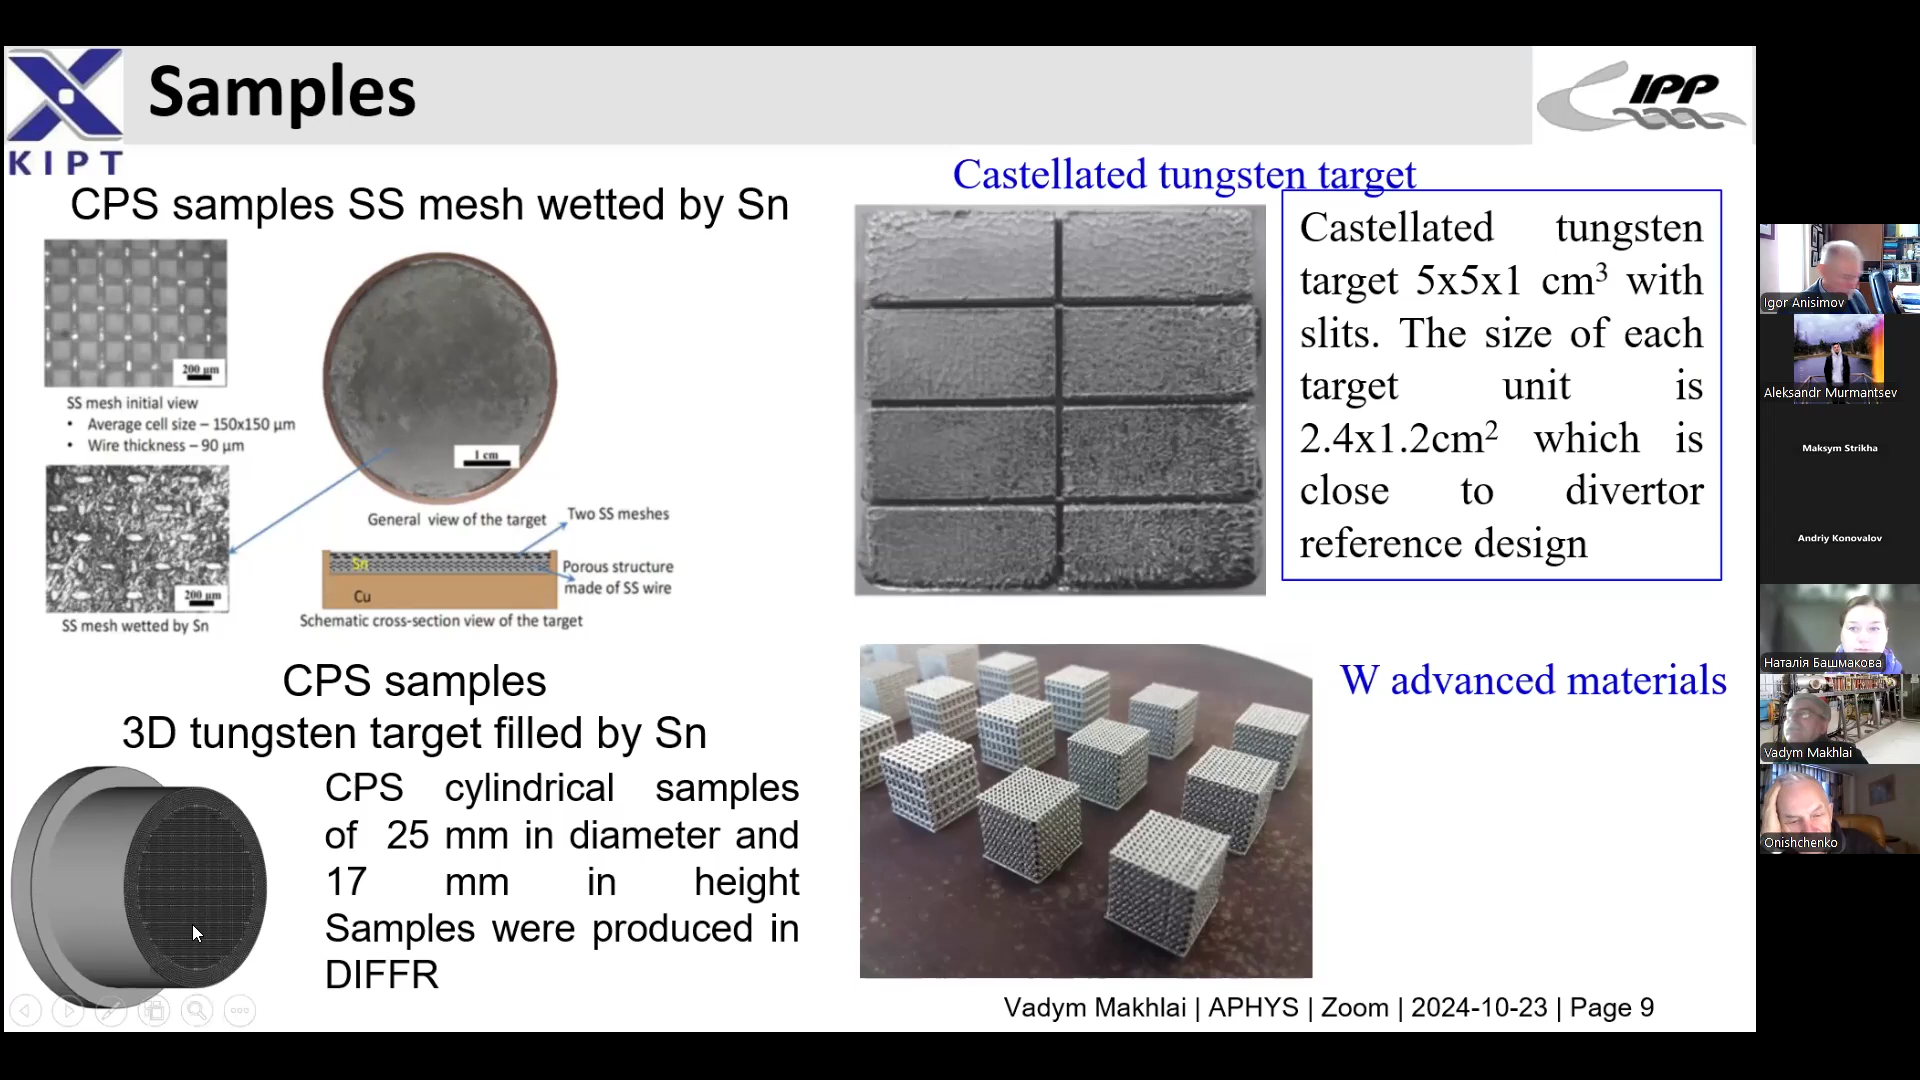 Samples
KIPT
IPP
CPS samples SS mesh wetted by Sn
200 μm
SS mesh initial view
• Average cell size – 150x150 μm
• Wire thickness – 90 μm
200 μm
SS mesh wetted by Sn
1 cm
General view of the target
Two SS meshes
Sn
Porous structure
made of SS wire
Cu
Schematic cross-section view of the target
CPS samples
3D tungsten target filled by Sn
CPS cylindrical samples
of 25 mm in diameter and
17 mm in height
Samples were produced in
DIFFR
Castellated tungsten target
Castellated tungsten
target 5x5x1 cm³ with
slits. The size of each
target unit is
2.4x1.2cm² which is
close to divertor
reference design
W advanced materials
Vadym Makhlai | APHYS | Zoom | 2024-10-23 | Page 9
Igor Anisimov
Aleksandr Murmantsev
Maksym Strikha
Andriy Konovalov
Наталія Башмакова
Vadym Makhlai
Onishchenko